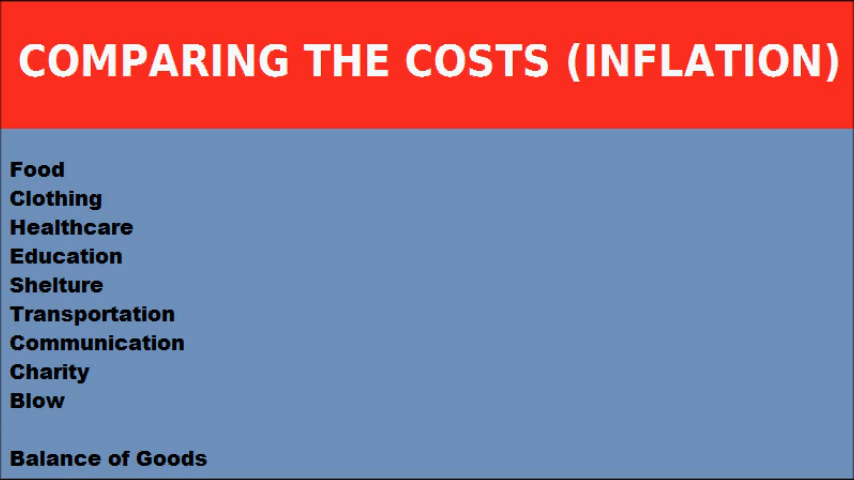 COMPARING THE COSTS (INFLATION)
Food
Clothing
Healthcare
Education
Shelture
Transportation
Communication
Charity
Blow
Balance of Goods